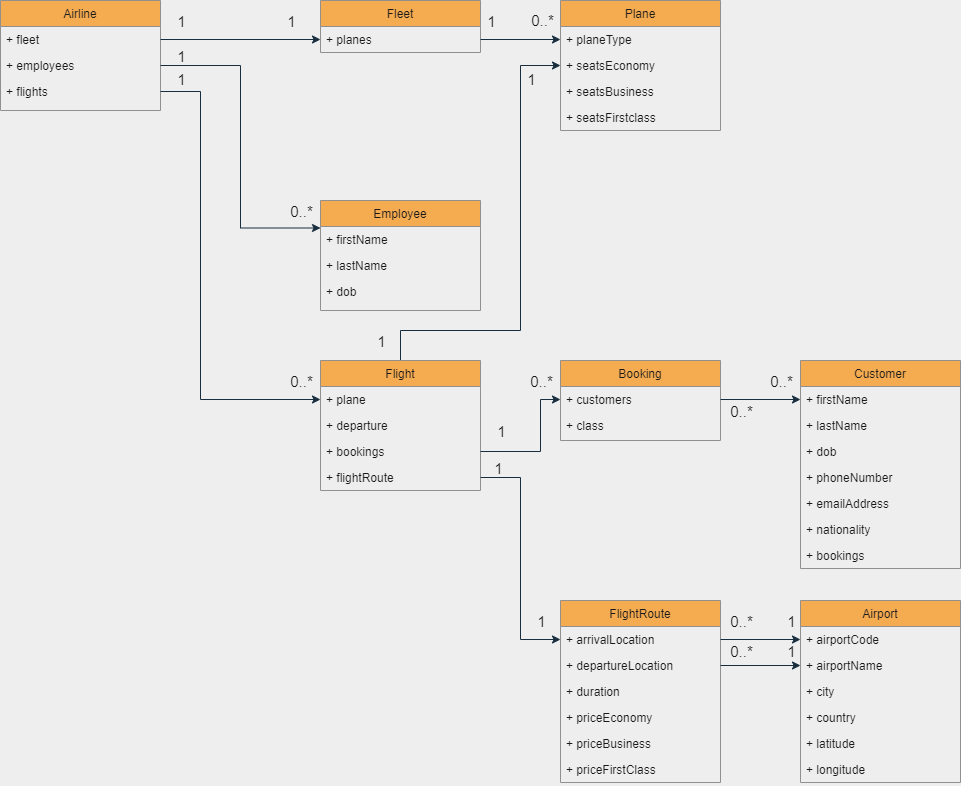 Airline
+ fleet
+ employees
+ flights
1
1
1
1
Fleet
+ planes
1
0..*
Plane
+ planeType
+ seatsEconomy
+ seatsBusiness
+ seatsFirstclass
1
0..*
Employee
+ firstName
+ lastName
+ dob
1
0..*
Flight
+ plane
+ departure
+ bookings
+ flightRoute
1
1
0..*
Booking
+ customers
+ class
0..*
0..*
Customer
+ firstName
+ lastName
+ dob
+ phoneNumber
+ emailAddress
+ nationality
+ bookings
1
FlightRoute
+ arrivalLocation
+ departureLocation
+ duration
+ priceEconomy
+ priceBusiness
+ priceFirstClass
0..*
1
0..*
1
Airport
+ airportCode
+ airportName
+ city
+ country
+ latitude
+ longitude